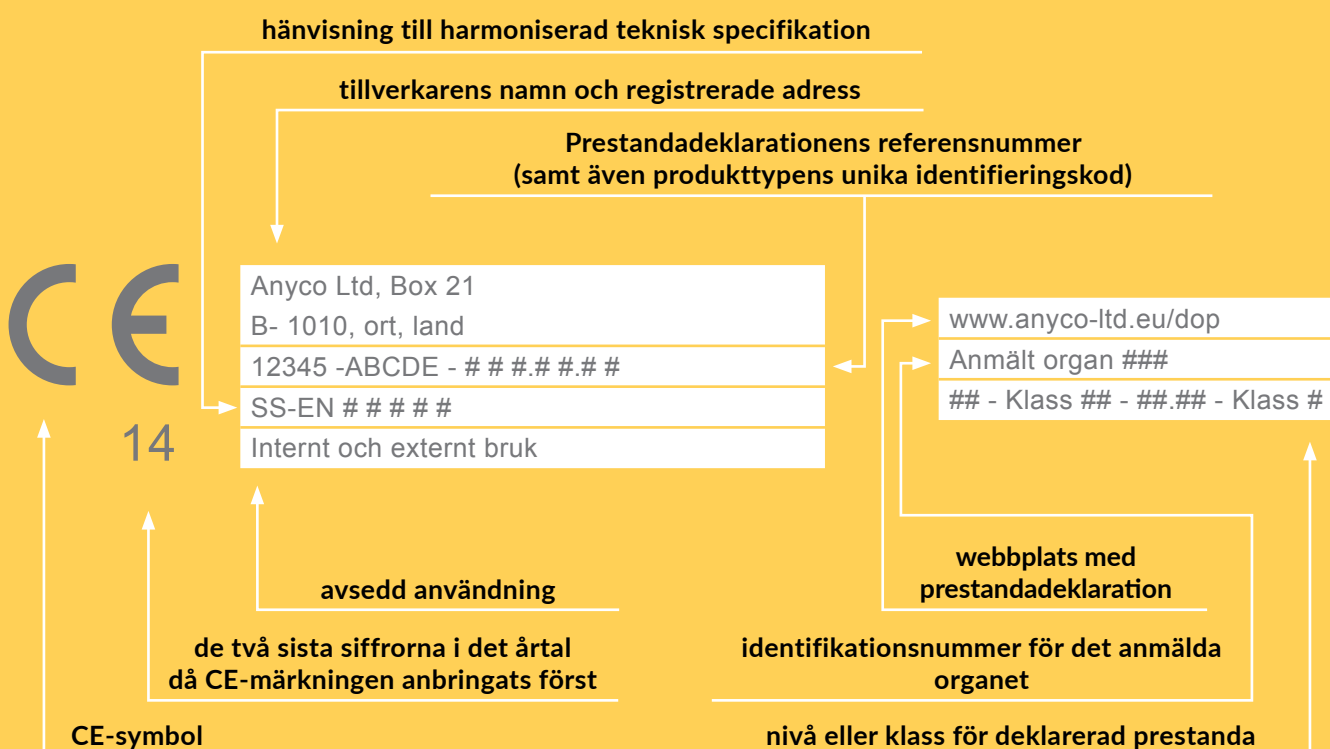 hänvisning till harmoniserad teknisk specifikation
tillverkarens namn och registrerade adress
Prestandadeklarationens referensnummer
(samt även produkttypens unika identifieringskod)
CE
14
Anyco Ltd, Box 21
B- 1010, ort, land
12345 -ABCDE - # # #.# #.# #
SS-EN # # # # #
Internt och externt bruk
www.anyco-ltd.eu/dop
Anmält organ ###
## - Klass ## - ##.## - Klass #
avsedd användning
webbplats med
prestandadeklaration
de två sista siffrorna i det årtal
då CE-märkningen anbringats först
identifikationsnummer för det anmälda
organet
CE-symbol
nivå eller klass för deklarerad prestanda